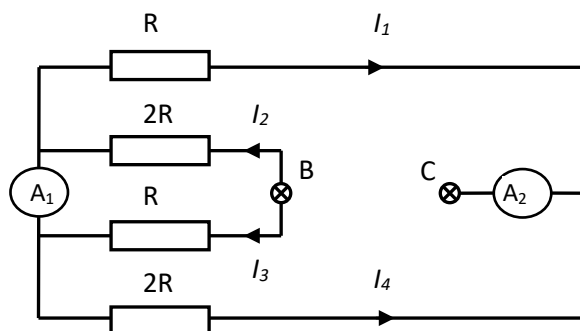 R I₁
2R I₂
B C
A₁ A₂
R
I₃
2R I₄